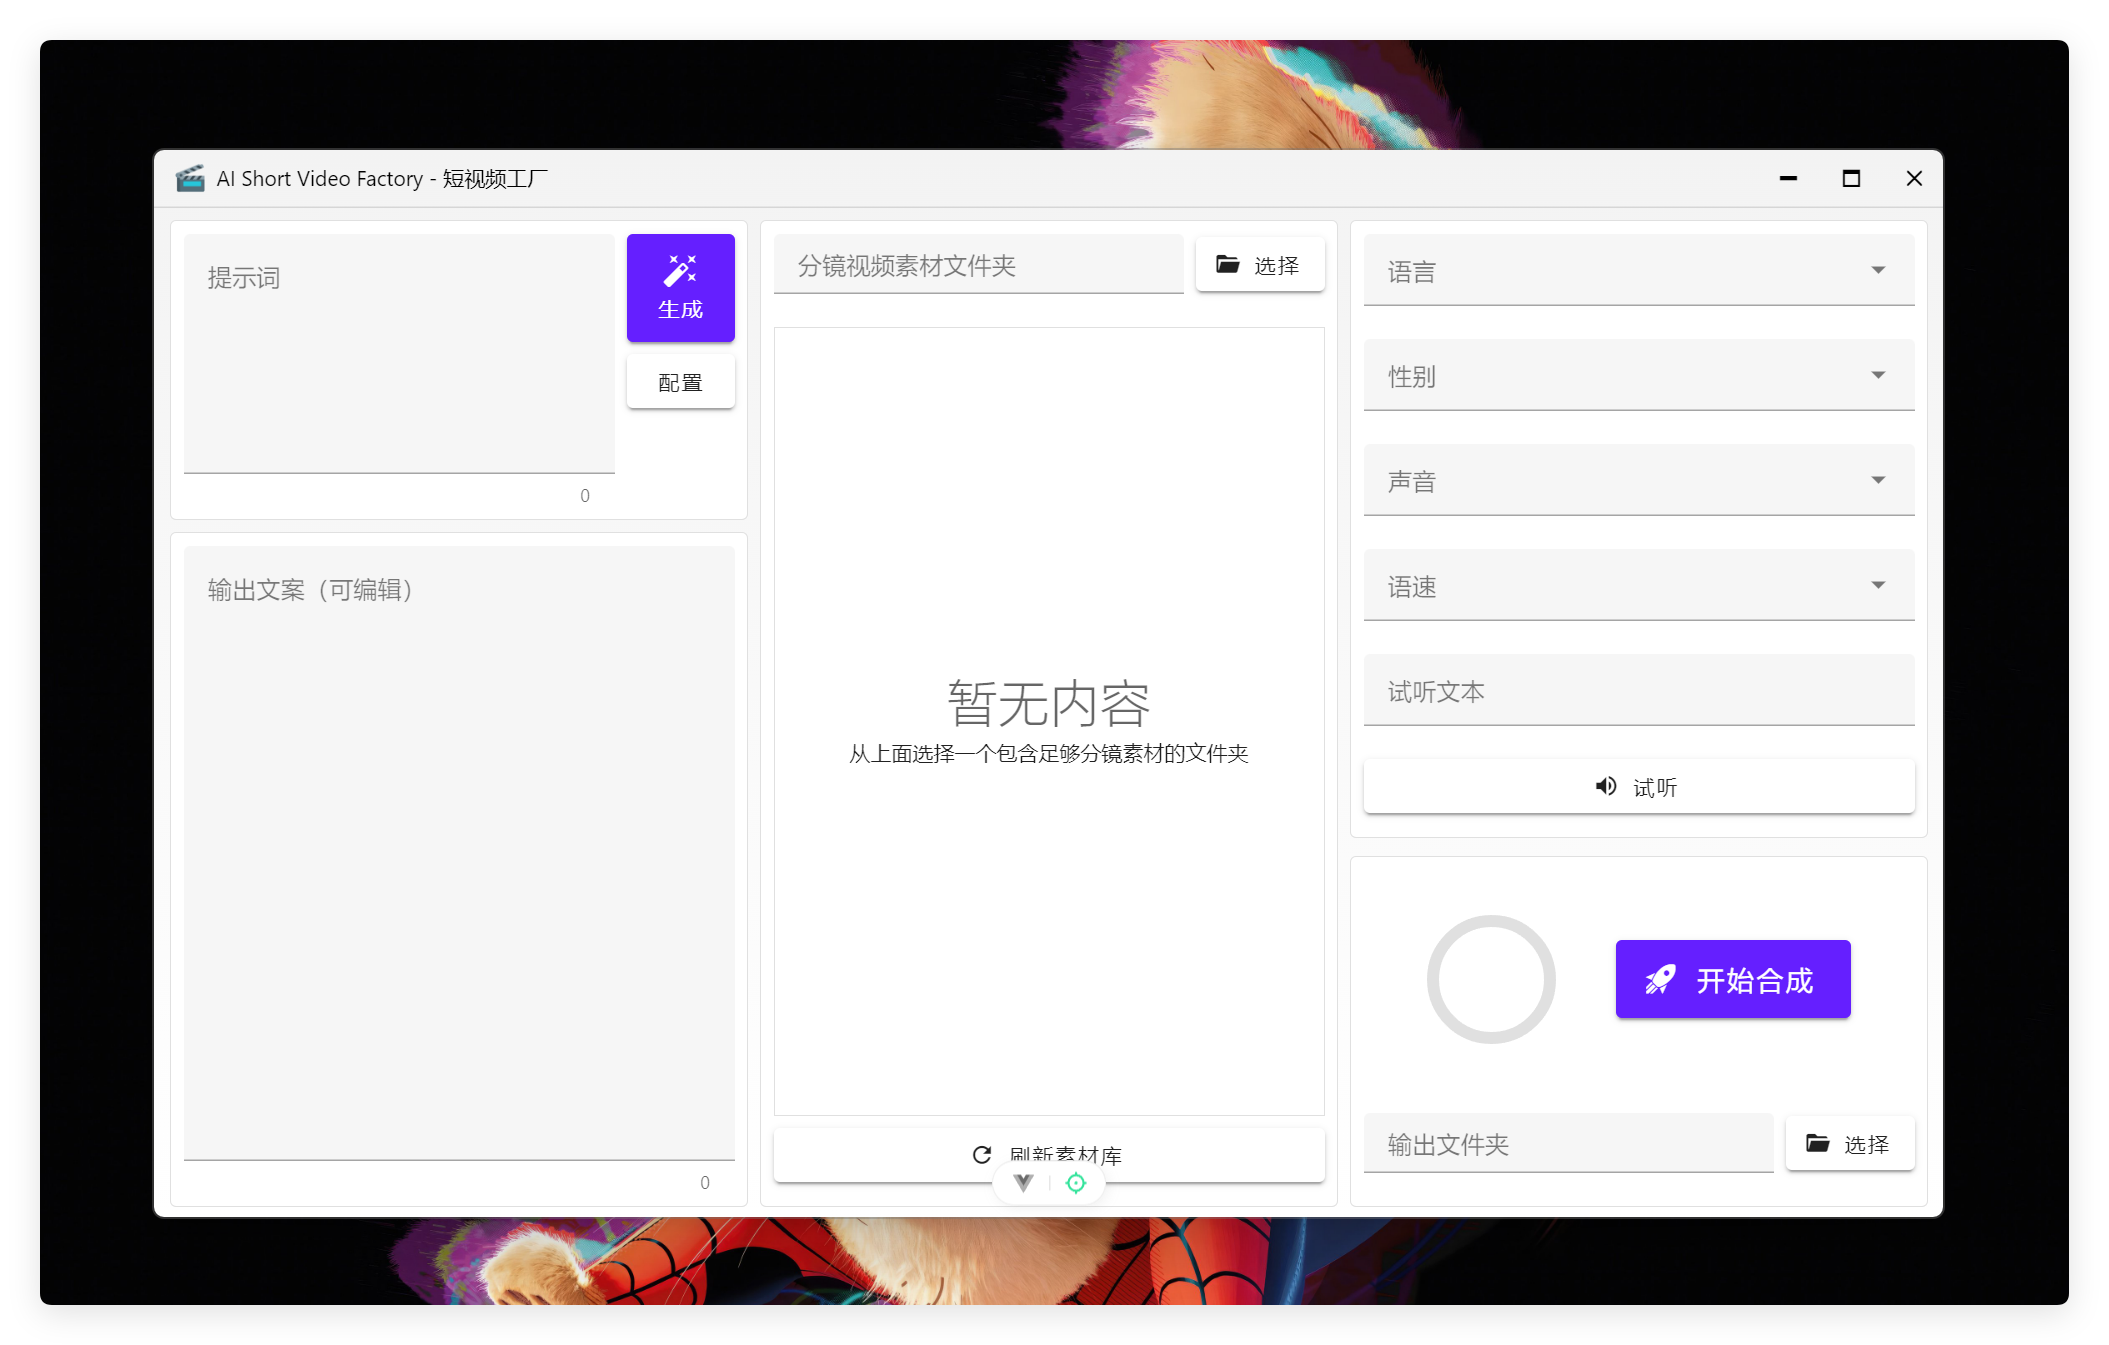 AI Short Video Factory - 短视频工厂
提示词
生成
配置
0
输出文案（可编辑）
0
分镜视频素材文件夹
选择
暂无内容
从上面选择一个包含足够分镜素材的文件夹
刷新素材库
语言
性别
声音
语速
试听文本
试听
开始合成
输出文件夹
选择